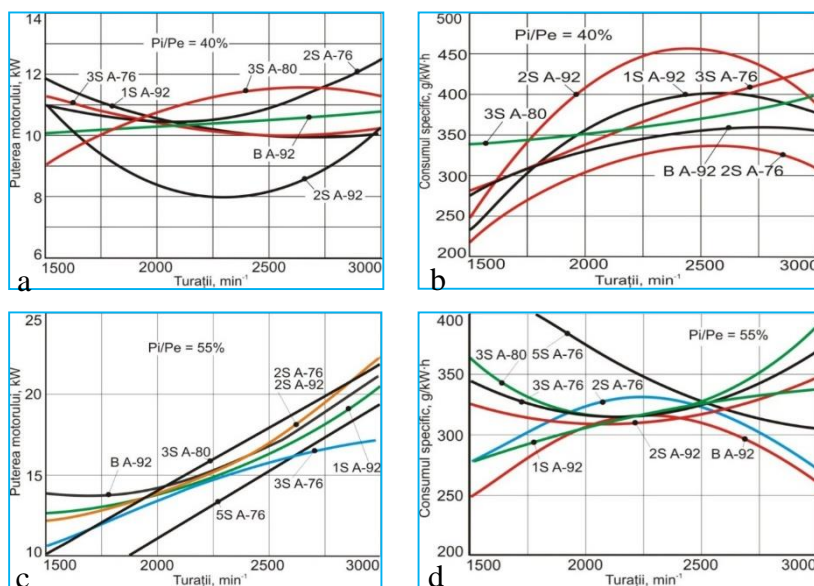 Puterea motorului, kW
14
12
10
8
6
Pi/Pe = 40%
3S A-76
1S A-92
3S A-80
2S A-76
B A-92
2S A-92
1500
2000
2500
3000
Turații, min⁻¹
a
Consumul specific, g/kW·h
500
450
400
350
300
250
200
Pi/Pe = 40%
2S A-92
1S A-92
3S A-76
3S A-80
B A-92
2S A-76
1500
2000
2500
3000
Turații, min⁻¹
b
Puterea motorului, kW
25
20
15
10
Pi/Pe = 55%
2S A-76
2S A-92
3S A-80
B A-92
1S A-92
3S A-76
5S A-76
1500
2000
2500
3000
Turații, min⁻¹
c
Consumul specific, g/kW·h
400
350
300
250
200
Pi/Pe = 55%
3S A-80
5S A-76
3S A-76
2S A-76
1S A-92
2S A-92
B A-92
1500
2000
2500
3000
Turații, min⁻¹
d